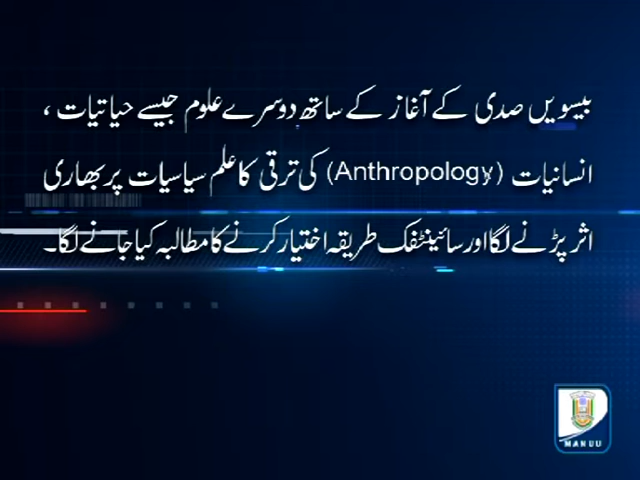 بیسویں صدی کے آغاز کے ساتھ دوسرے علوم جیسے حیاتیات ،
انسانیات (Anthropology) کی ترقی کا علم سیاسیات پر بھاری
اثر پڑنے لگا اور سائینٹفک طریقہ اختیار کرنے کا مطالبہ کیا جانے لگا۔
MANUU